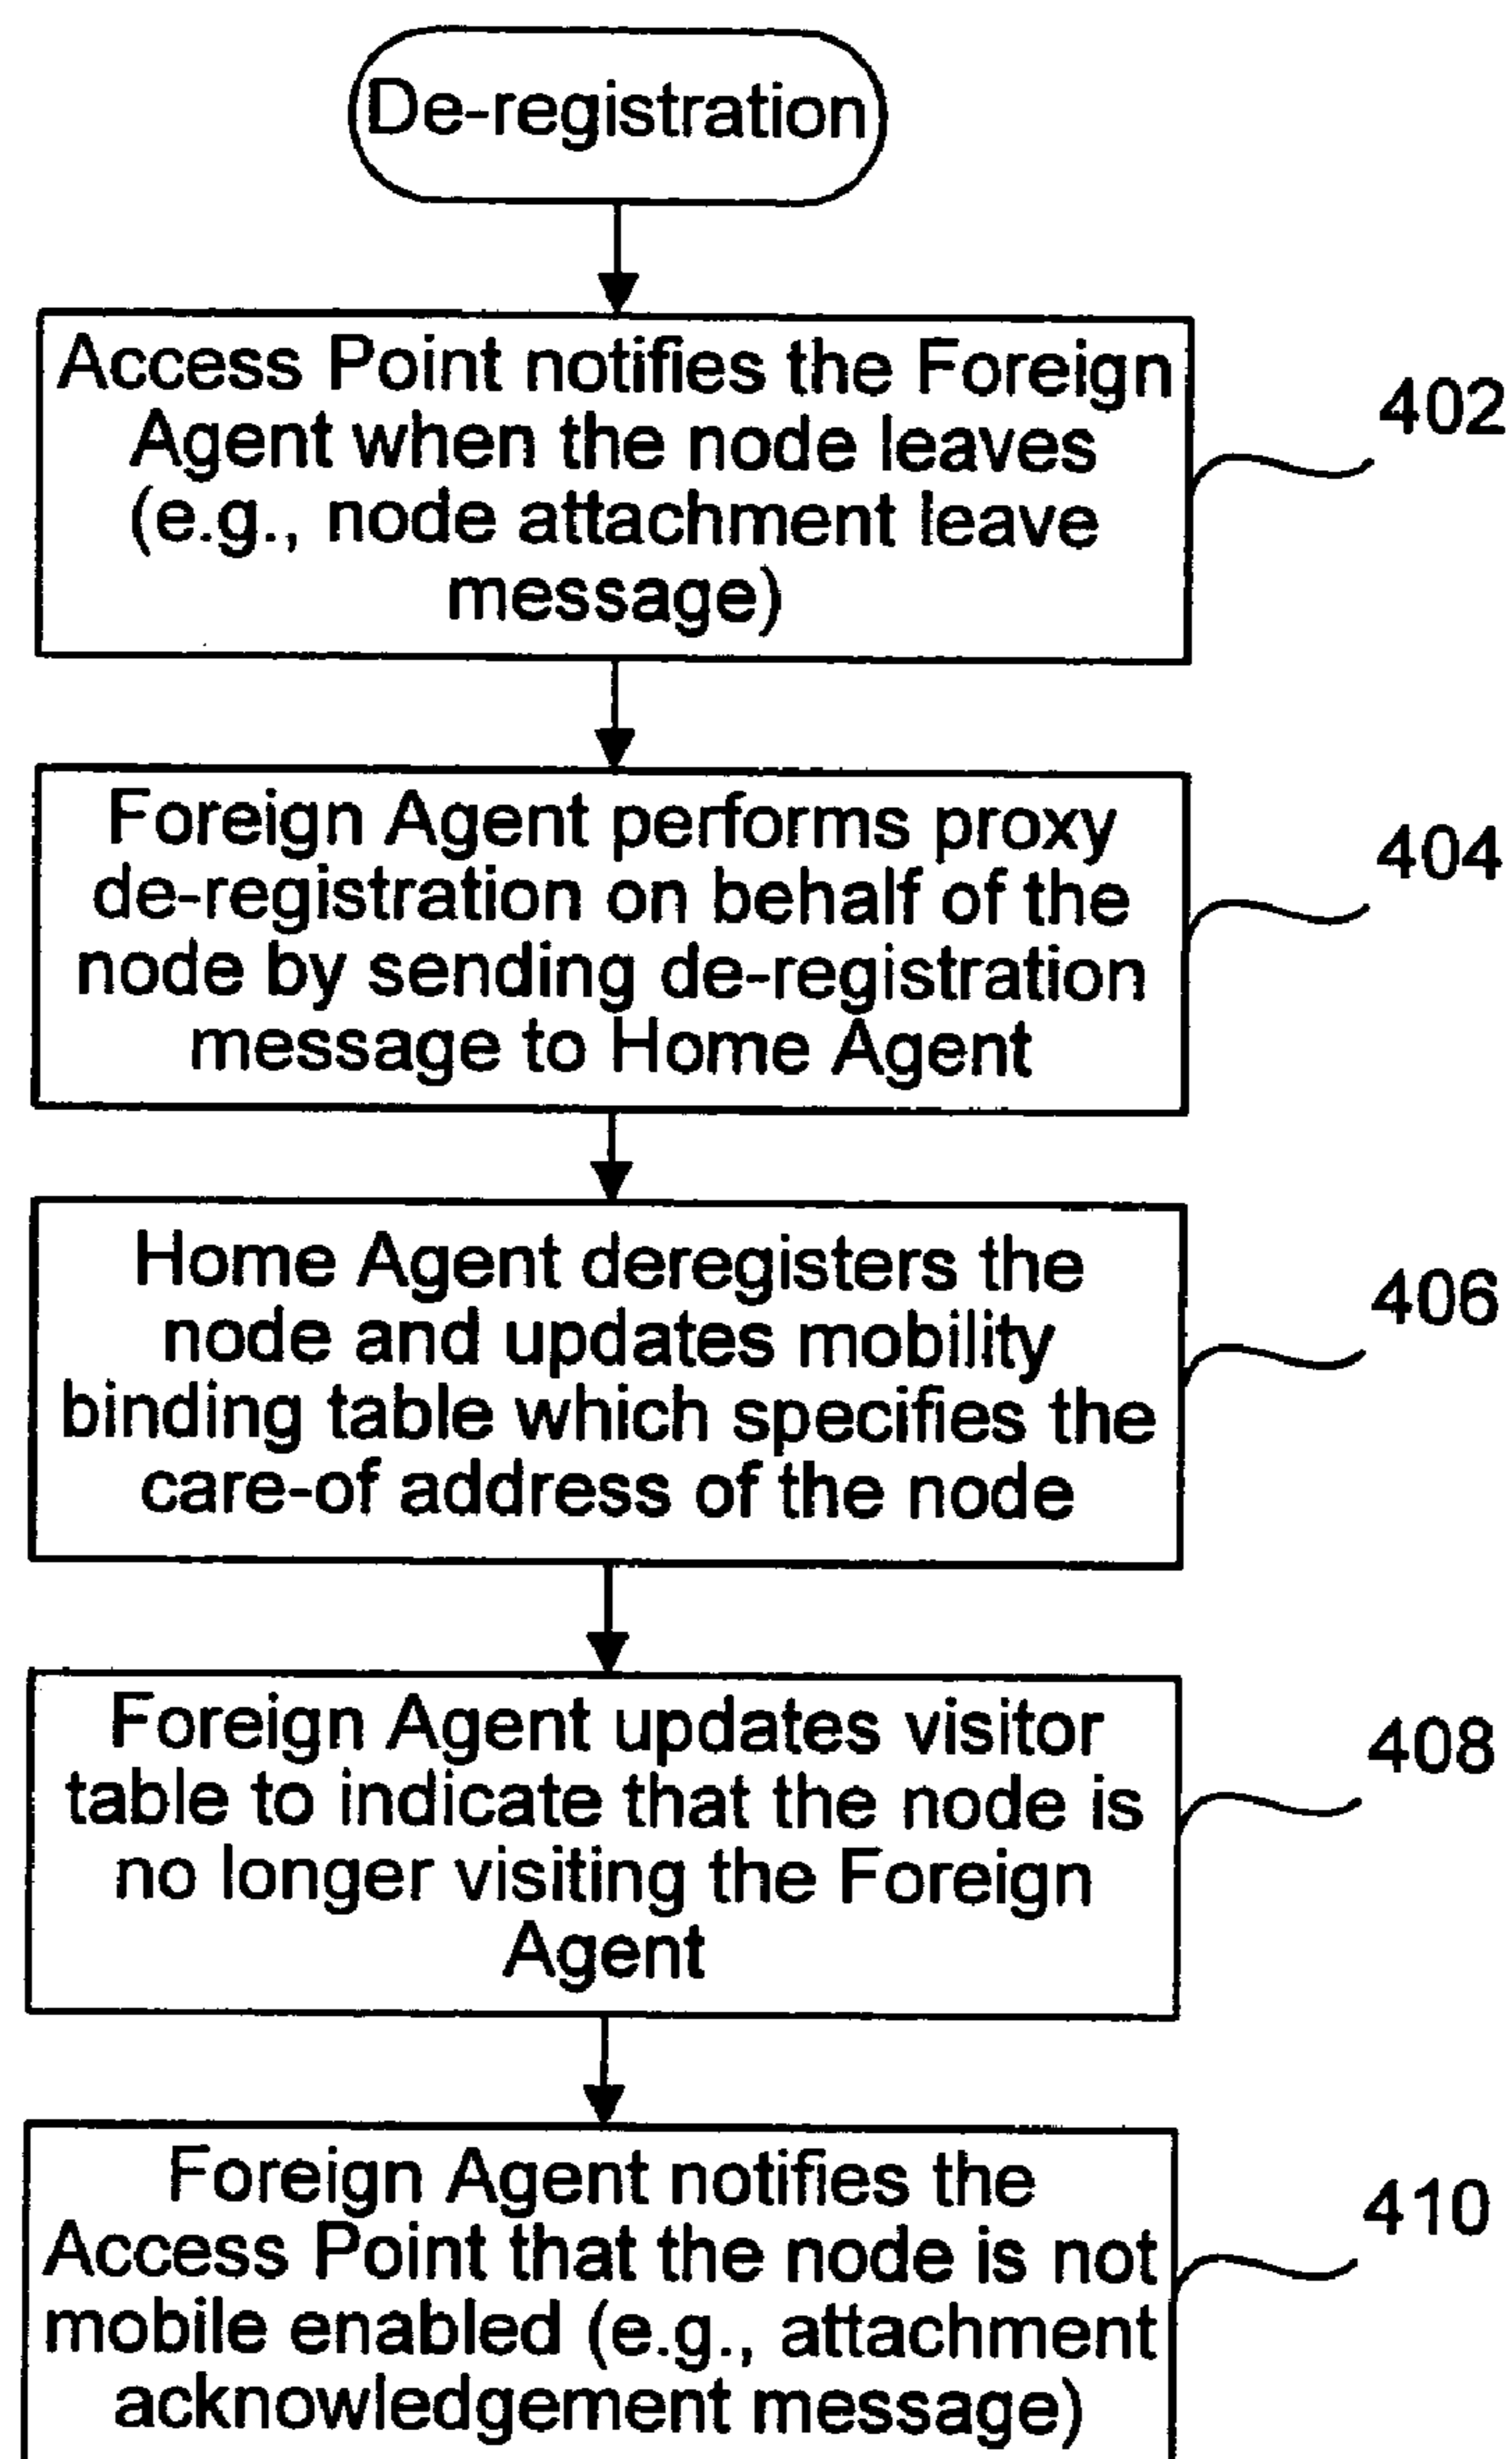 De-registration
Access Point notifies the Foreign
Agent when the node leaves
(e.g., node attachment leave
message)
402
Foreign Agent performs proxy
de-registration on behalf of the
node by sending de-registration
message to Home Agent
404
Home Agent deregisters the
node and updates mobility
binding table which specifies the
care-of address of the node
406
Foreign Agent updates visitor
table to indicate that the node is
no longer visiting the Foreign
Agent
408
Foreign Agent notifies the
Access Point that the node is not
mobile enabled (e.g., attachment
acknowledgement message)
410